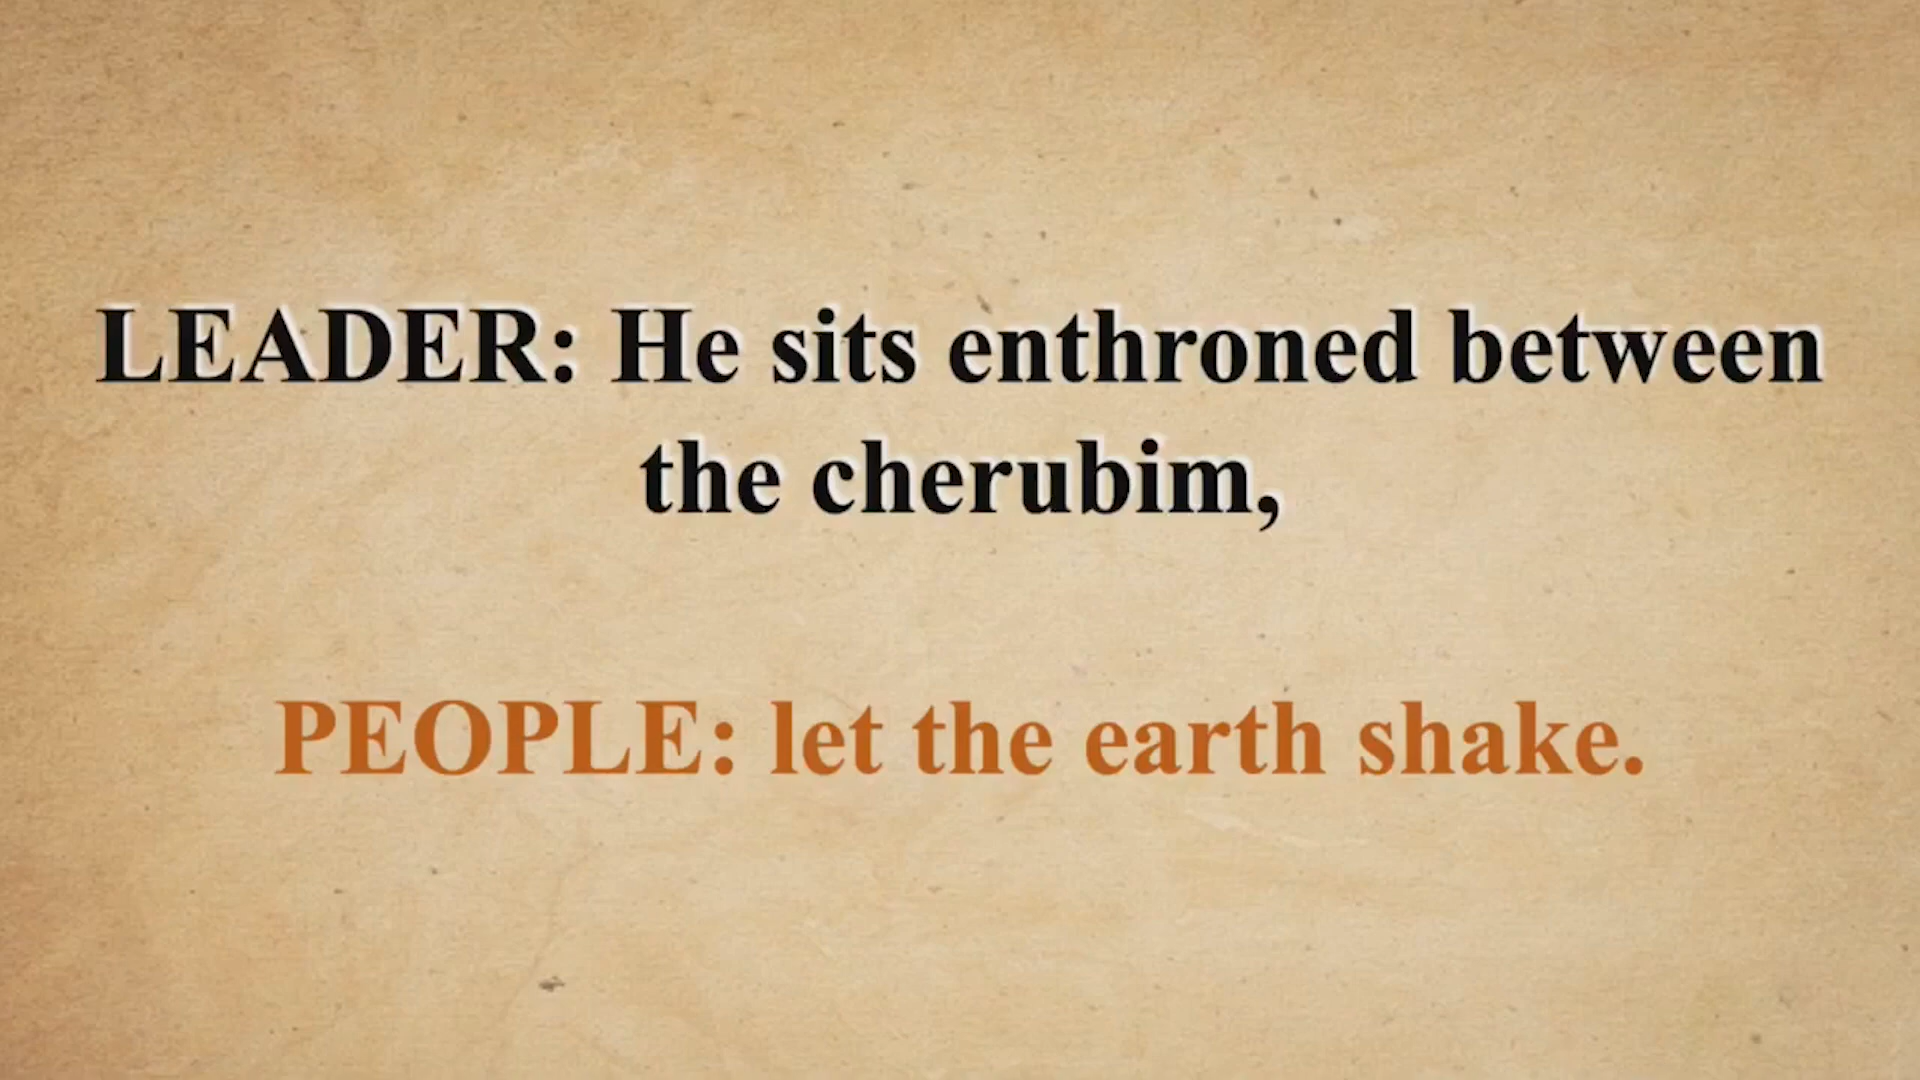 LEADER: He sits enthroned between
the cherubim,
PEOPLE: let the earth shake.